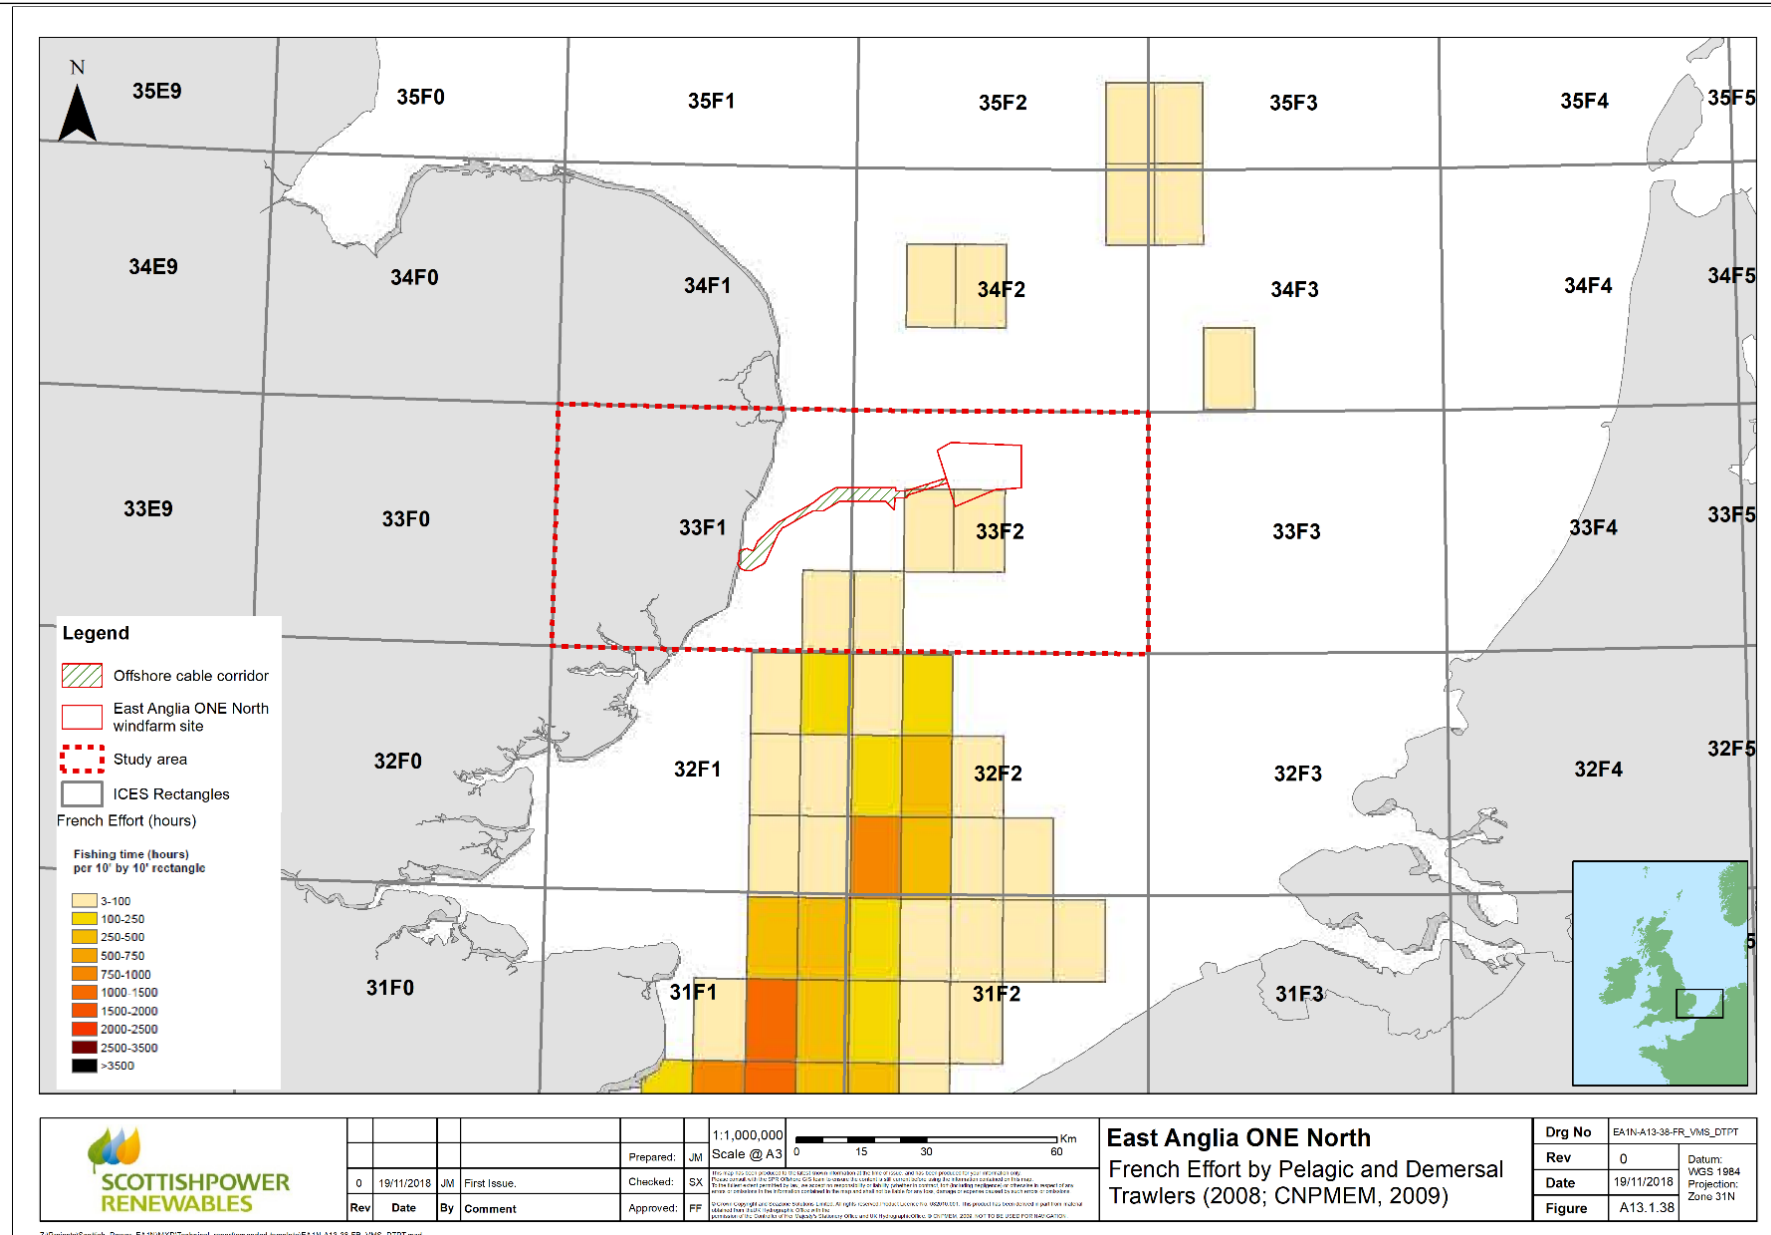 N
35E9
35F0
35F1
35F2
35F3
35F4
35F5
34E9
34F0
34F1
34F2
34F3
34F4
34F5
33E9
33F0
33F1
33F2
33F3
33F4
33F5
32F0
32F1
32F2
32F3
32F4
32F5
31F0
31F1
31F2
31F3
5
Legend
Offshore cable corridor
East Anglia ONE North
windfarm site
Study area
ICES Rectangles
French Effort (hours)
Fishing time (hours)
per 10' by 10' rectangle
3-100
100-250
250-500
500-750
750-1000
1000-1500
1500-2000
2000-2500
2500-3500
>3500
SCOTTISHPOWER
RENEWABLES
0 19/11/2018 JM First Issue.
Rev Date By Comment
Prepared: JM
Checked: SX
Approved: FF
1:1,000,000
Scale @ A3
0 15 30 60 Km
East Anglia ONE North
French Effort by Pelagic and Demersal
Trawlers (2008; CNPMEM, 2009)
Drg No EA1N-A13-38-FR_VMS_DTPT
Rev 0
Date 19/11/2018
Figure A13.1.38
Datum:
WGS 1984
Projection:
Zone 31N